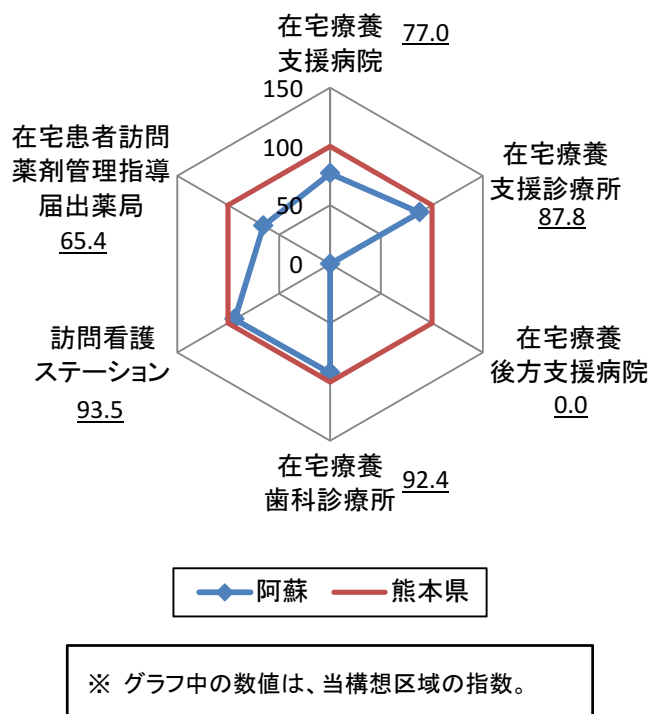 在宅療養
支援病院
77.0
150
100
50
0
在宅療養
支援診療所
87.8
在宅療養
後方支援病院
0.0
在宅療養
歯科診療所
92.4
訪問看護
ステーション
93.5
在宅患者訪問
薬剤管理指導
届出薬局
65.4
阿蘇
熊本県
※ グラフ中の数値は、当構想区域の指数。